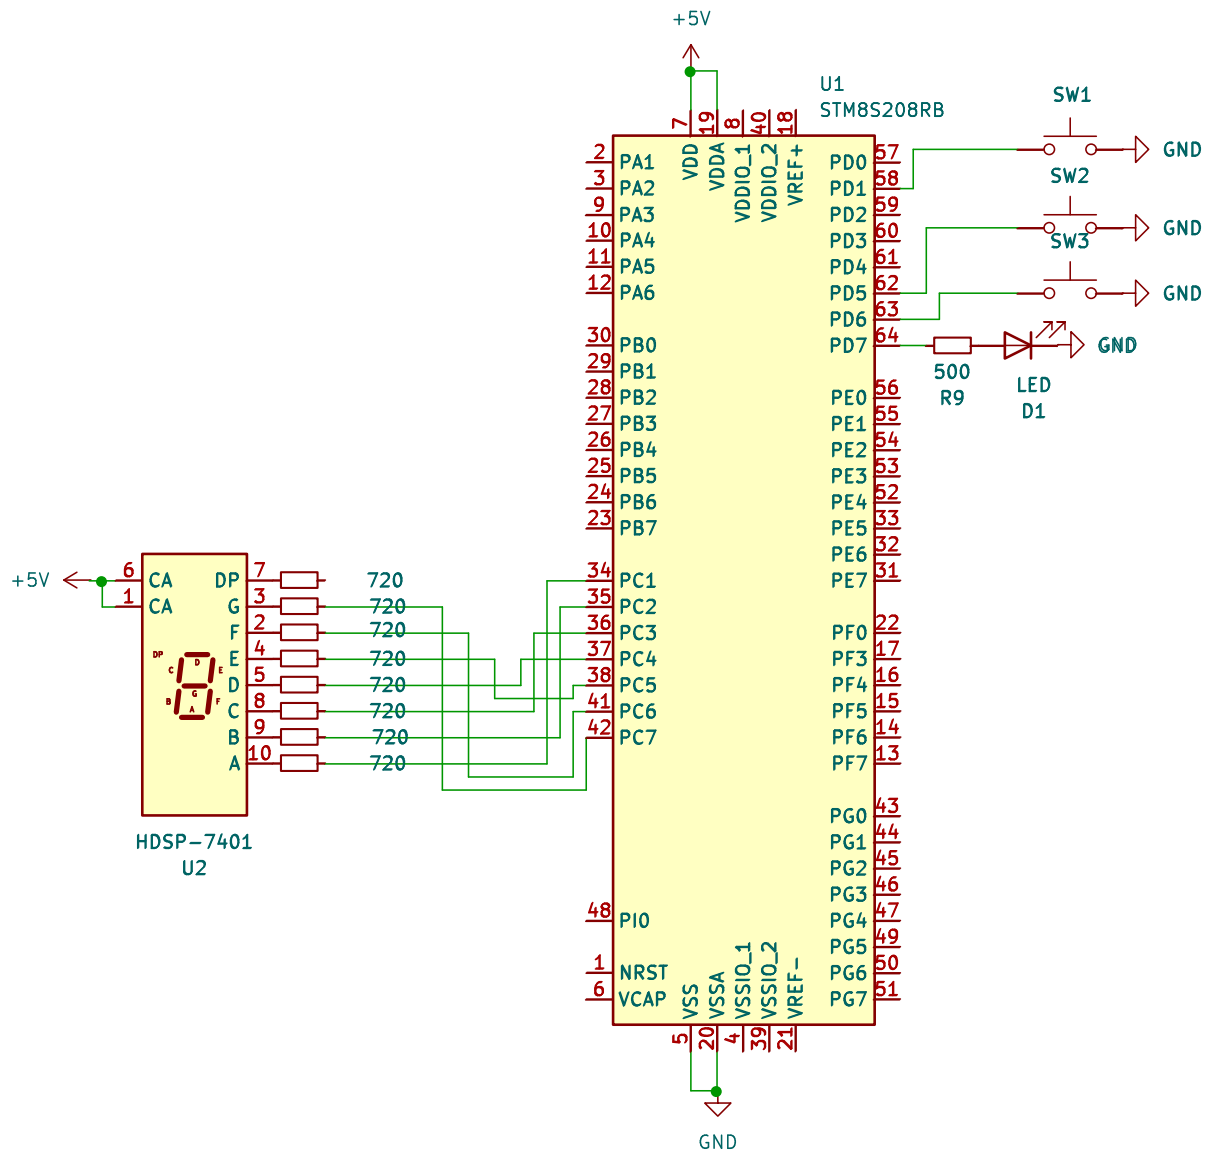 +5V
U1
STM8S208RB
7 19 8 40 18
VDD VDDA VDDIO_1 VDDIO_2 VREF+
2 PA1
3 PA2
9 PA3
10 PA4
11 PA5
12 PA6
30 PB0
29 PB1
28 PB2
27 PB3
26 PB4
25 PB5
24 PB6
23 PB7
34 PC1
35 PC2
36 PC3
37 PC4
38 PC5
41 PC6
42 PC7
48 PI0
1 NRST
6 VCAP
PD0 57
PD1 58
PD2 59
PD3 60
PD4 61
PD5 62
PD6 63
PD7 64
PE0 56
PE1 55
PE2 54
PE3 53
PE4 52
PE5 33
PE6 32
PE7 31
PF0 22
PF3 17
PF4 16
PF5 15
PF6 14
PF7 13
PG0 43
PG1 44
PG2 45
PG3 46
PG4 47
PG5 49
PG6 50
PG7 51
VSS VSSA VSSIO_1 VSSIO_2 VREF-
5 20 4 39 21
GND
SW1
GND
SW2
GND
SW3
GND
GND
500
R9
LED
D1
+5V
6 CA
1 CA
DP 7 720
G 3 720
F 2 720
E 4 720
D 5 720
C 8 720
B 9 720
A 10 720
DP
D
C
E
G
B
F
A
HDSP-7401
U2